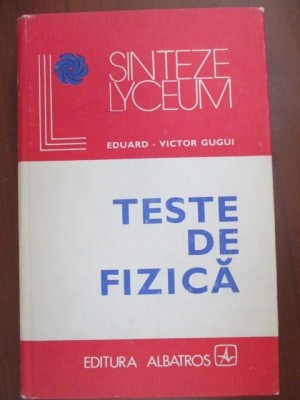 SINTEZE
LYCEUM
EDUARD - VICTOR GUGUI
TESTE
DE
FIZICĂ
EDITURA ALBATROS